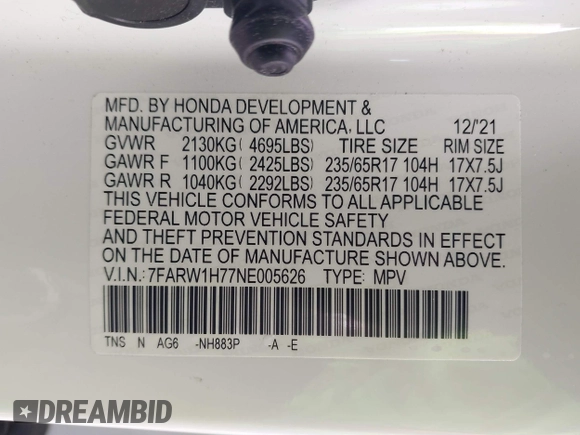 MFD. BY HONDA DEVELOPMENT &
MANUFACTURING OF AMERICA, LLC 12/'21
GVWR 2130KG( 4695LBS) TIRE SIZE RIM SIZE
GAWR F 1100KG( 2425LBS) 235/65R17 104H 17X7.5J
GAWR R 1040KG( 2292LBS) 235/65R17 104H 17X7.5J
THIS VEHICLE CONFORMS TO ALL APPLICABLE
FEDERAL MOTOR VEHICLE SAFETY
AND THEFT PREVENTION STANDARDS IN EFFECT
ON THE DATE OF MANUFACTURE SHOWN ABOVE.
V.I.N.: 7FARW1H77NE005626 TYPE: MPV
TNS N AG6 -NH883P -A -E
DREAMBID